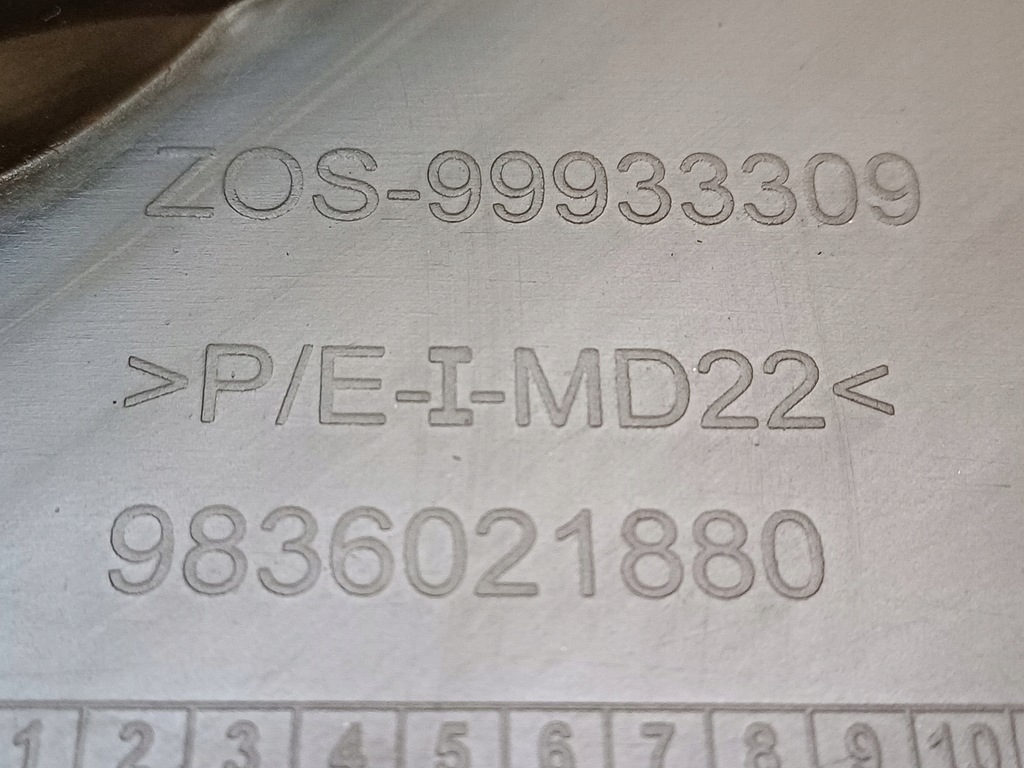 ZOS-99933309
>P/E-I-MD22<
9836021880
1 2 3 4 5 6 7 8 9 10